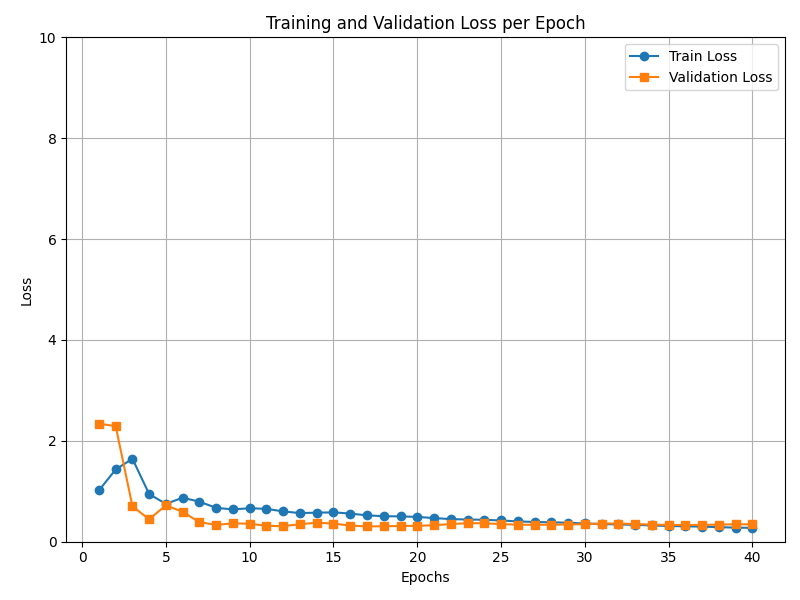 Training and Validation Loss per Epoch
10
8
6
4
2
0
Loss
Train Loss
Validation Loss
0 5 10 15 20 25 30 35 40
Epochs